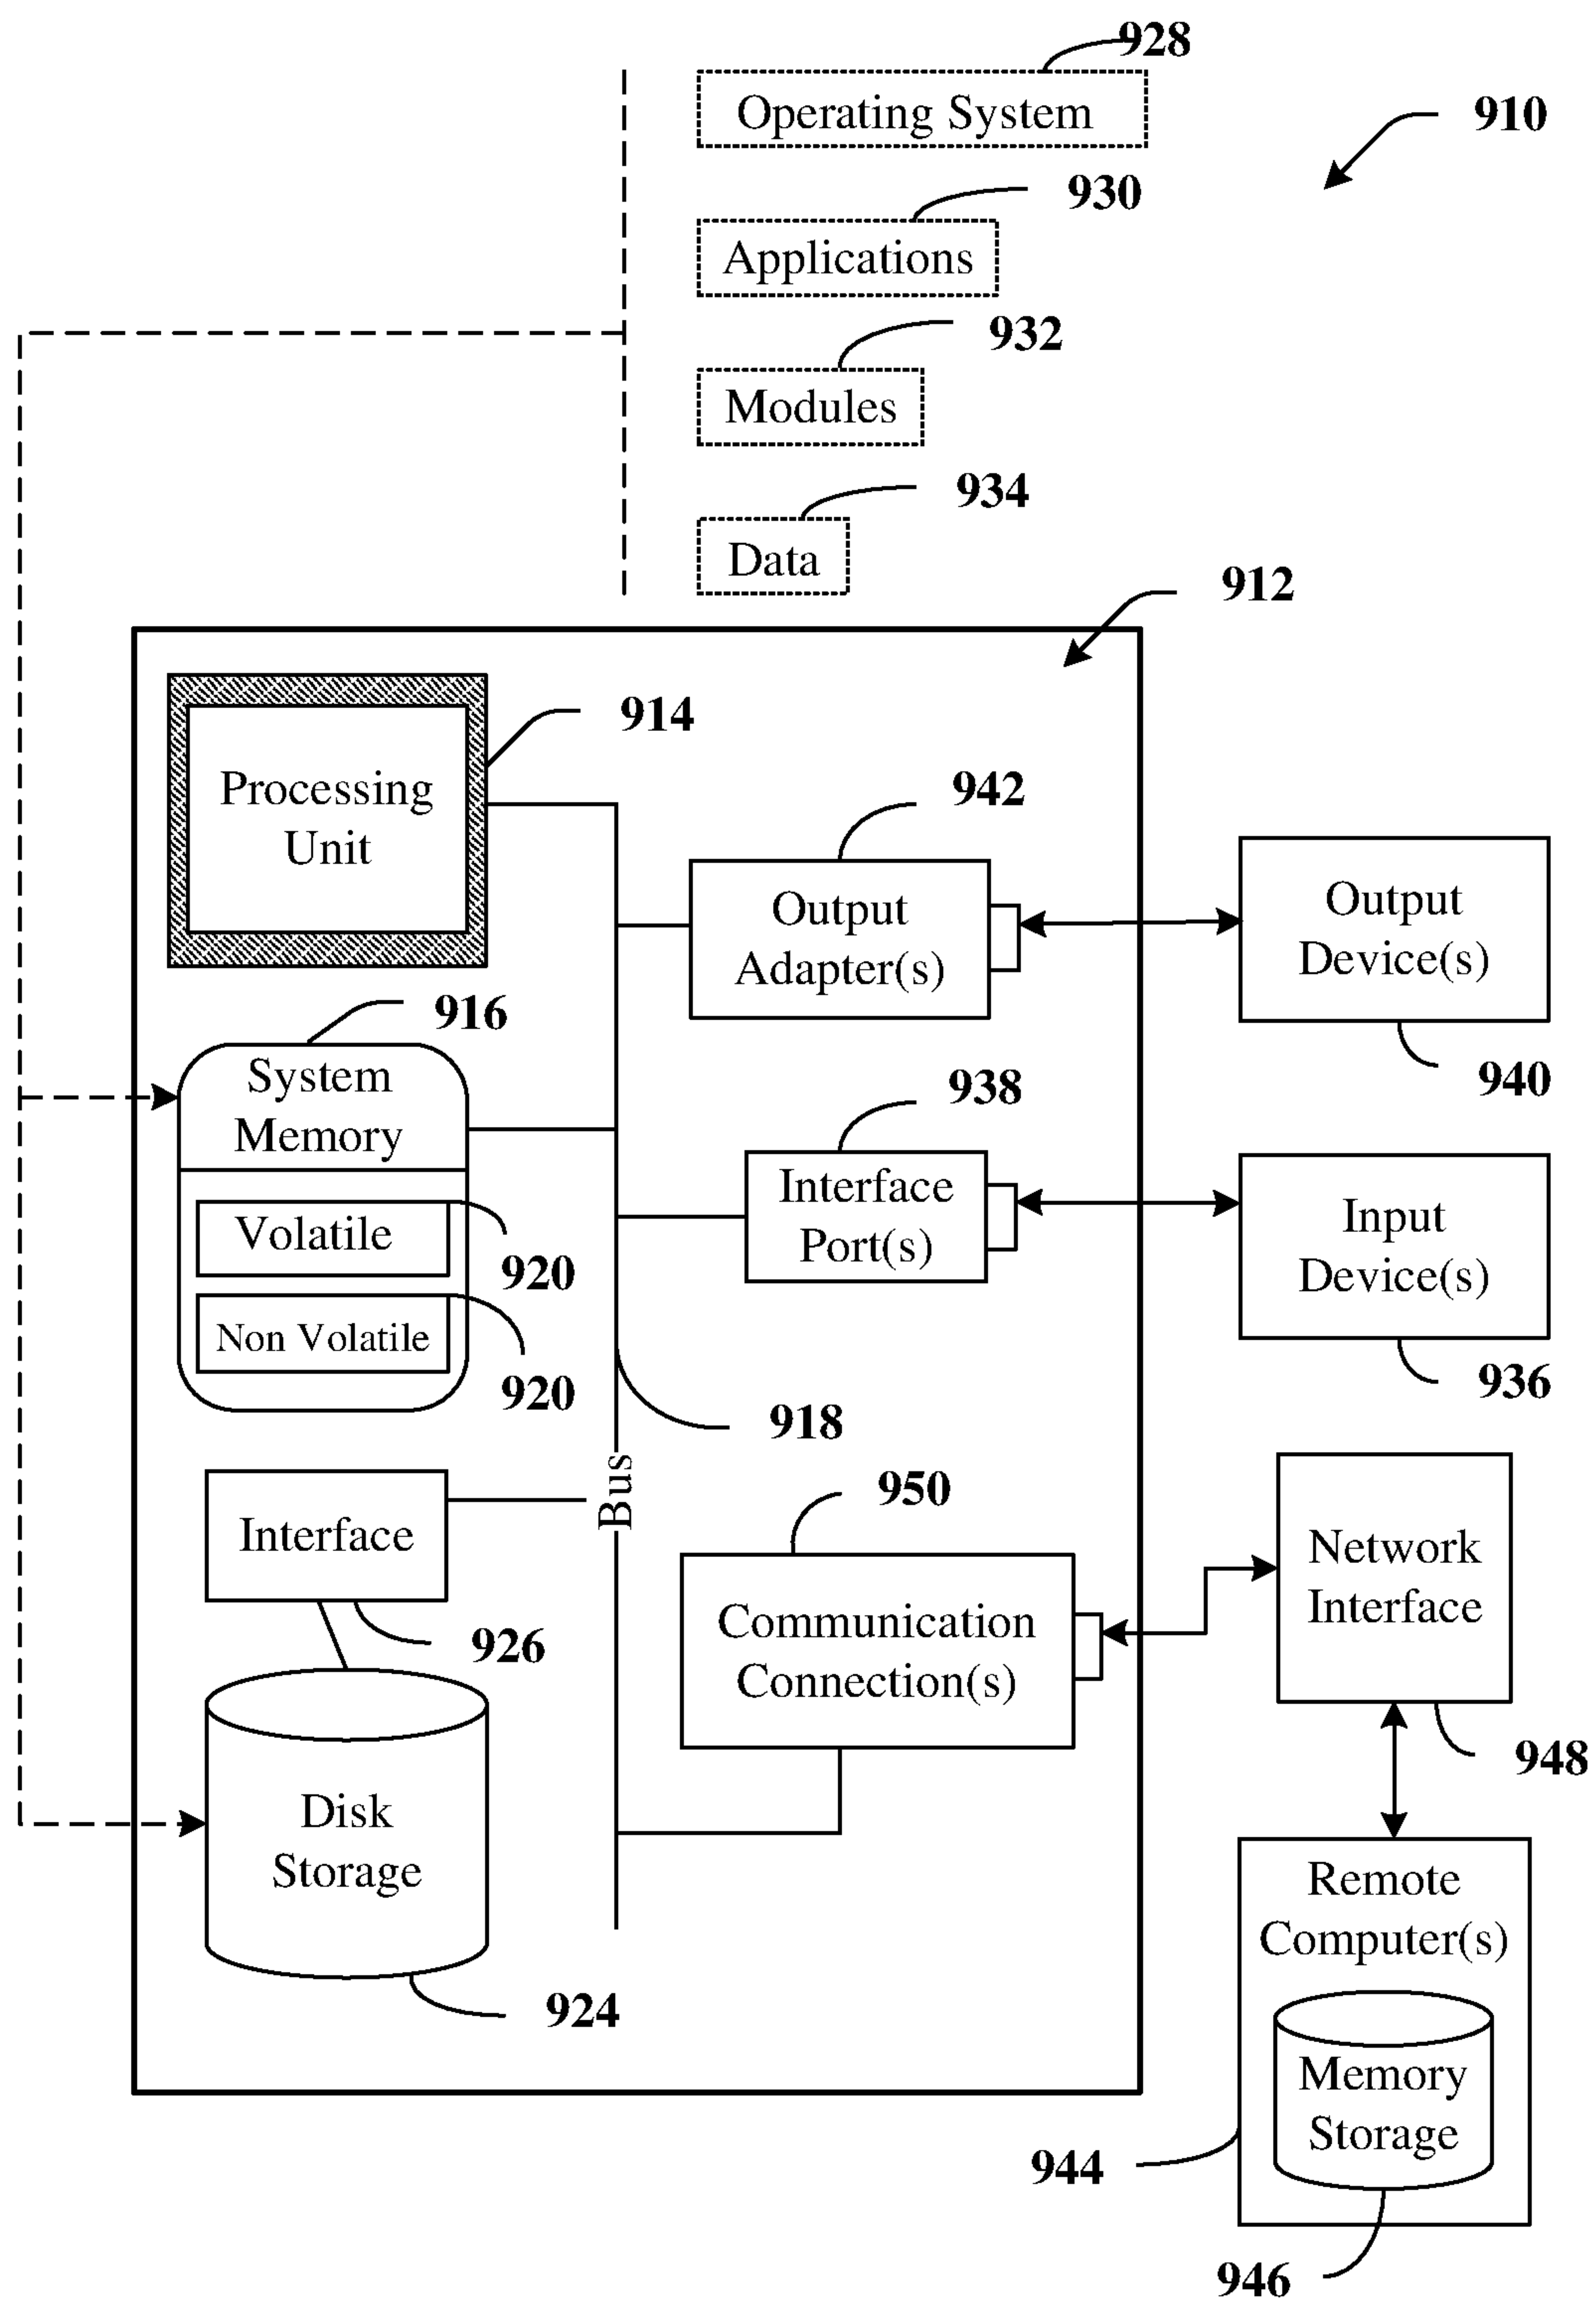 928
Operating System
910
930
Applications
932
Modules
934
Data
912
914
Processing
Unit
942
Output
Adapter(s)
Output
Device(s)
940
916
System
Memory
938
Interface
Port(s)
Input
Device(s)
936
Volatile
920
Non Volatile
920
918
Bus
950
Interface
926
Communication
Connection(s)
Network
Interface
948
Disk
Storage
924
Remote
Computer(s)
Memory
Storage
944
946